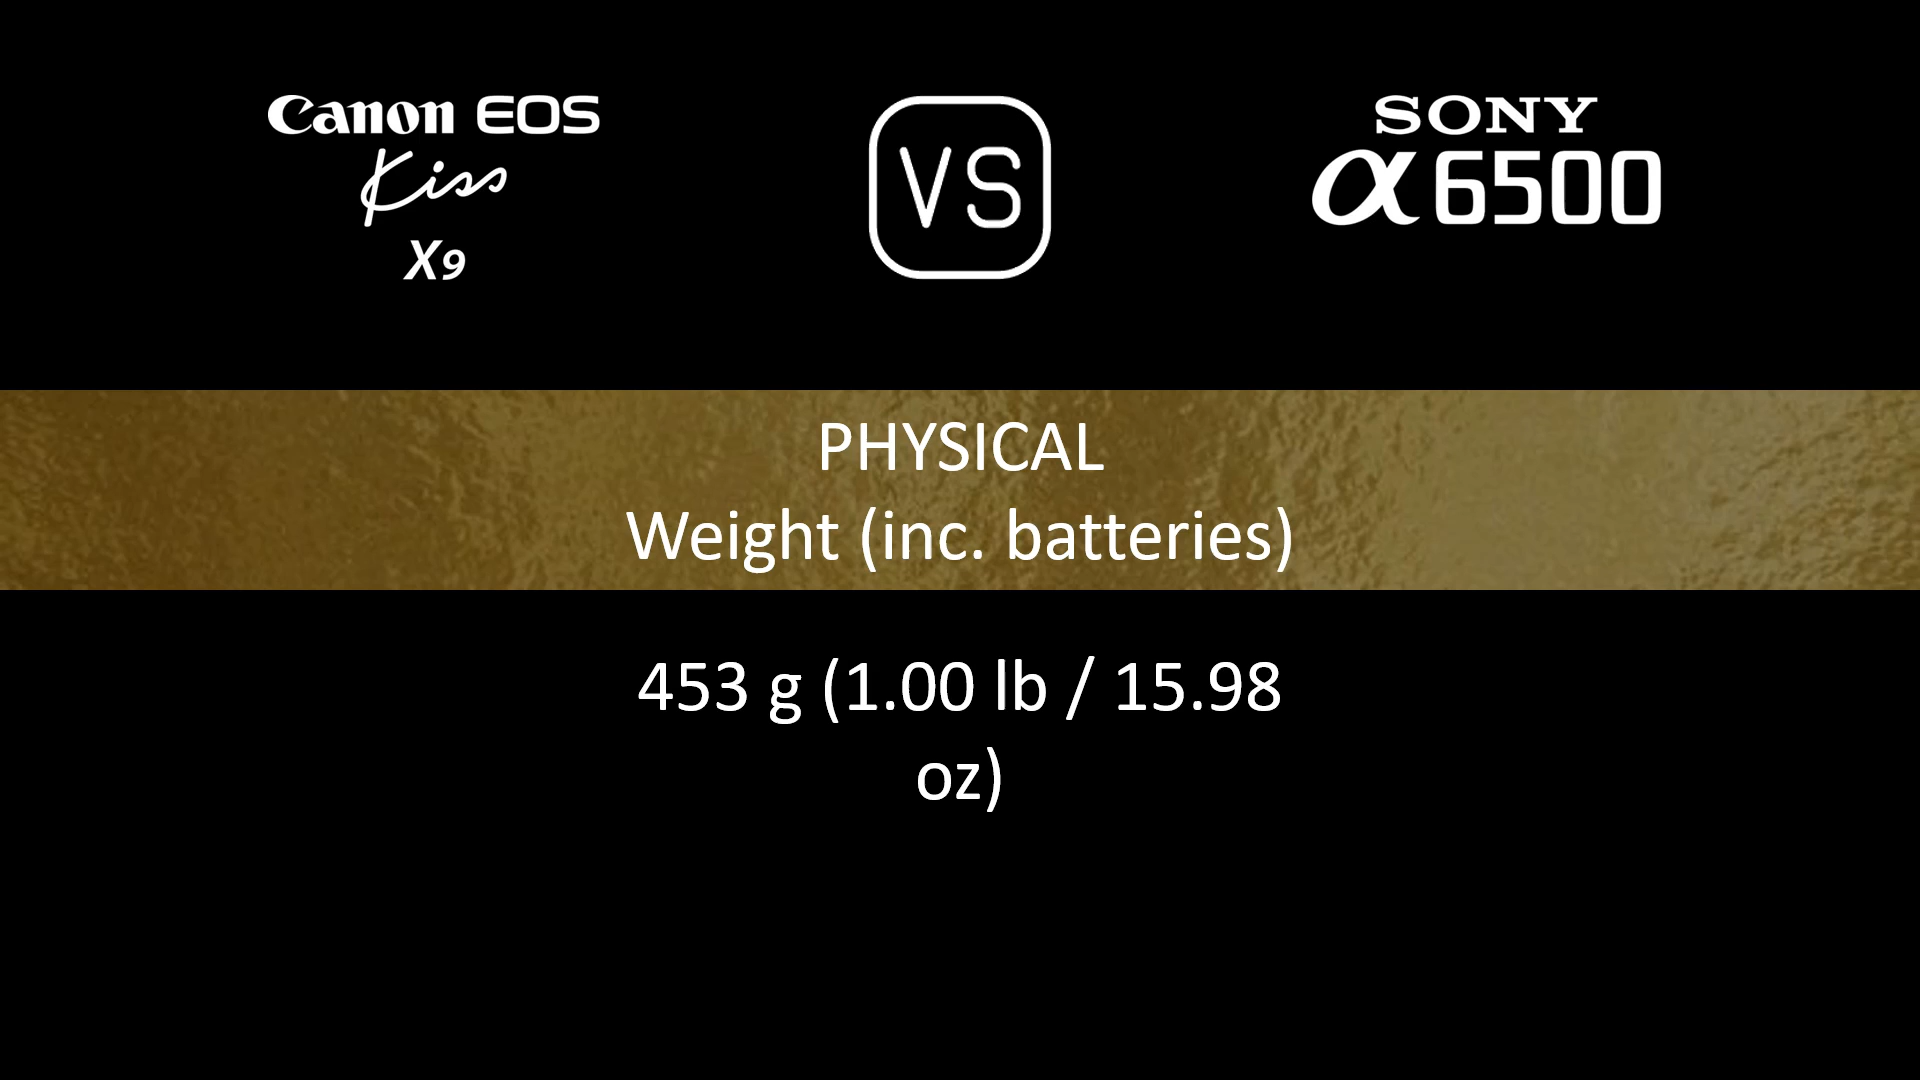 Canon EOS
Kiss
X9
VS
SONY
α6500
PHYSICAL
Weight (inc. batteries)
453 g (1.00 lb / 15.98
oz)